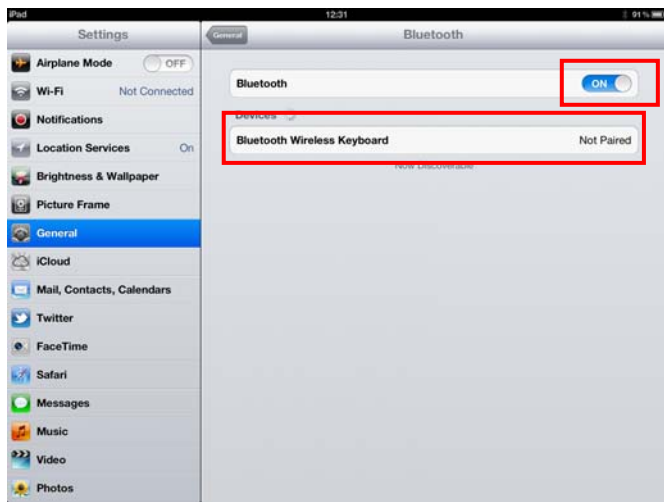 iPad 12:31 91%
Settings
General Bluetooth
Airplane Mode OFF
Wi-Fi Not Connected
Notifications
Location Services On
Brightness & Wallpaper
Picture Frame
General
iCloud
Mail, Contacts, Calendars
Twitter
FaceTime
Safari
Messages
Music
Video
Photos
Bluetooth ON
Devices
Bluetooth Wireless Keyboard Not Paired
Now Discoverable